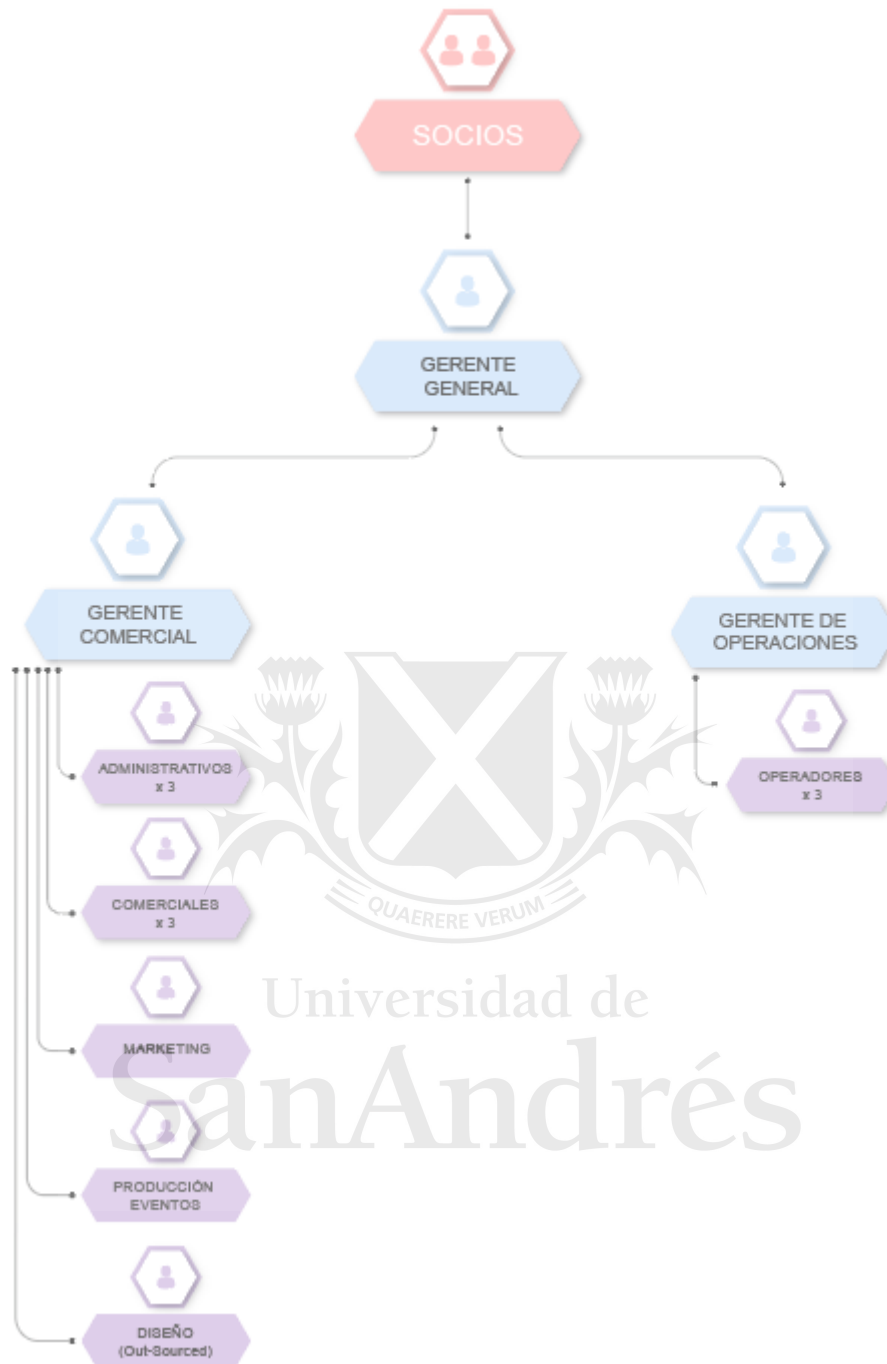 SOCIOS
GERENTE
GENERAL
GERENTE
COMERCIAL
GERENTE DE
OPERACIONES
ADMINISTRATIVOS
x 3
OPERADORES
x 3
COMERCIALES
x 3
QUAERERE VERUM
Universidad de
SanAndrés
MARKETING
PRODUCCIÓN
EVENTOS
DISEÑO
(Out-Sourced)